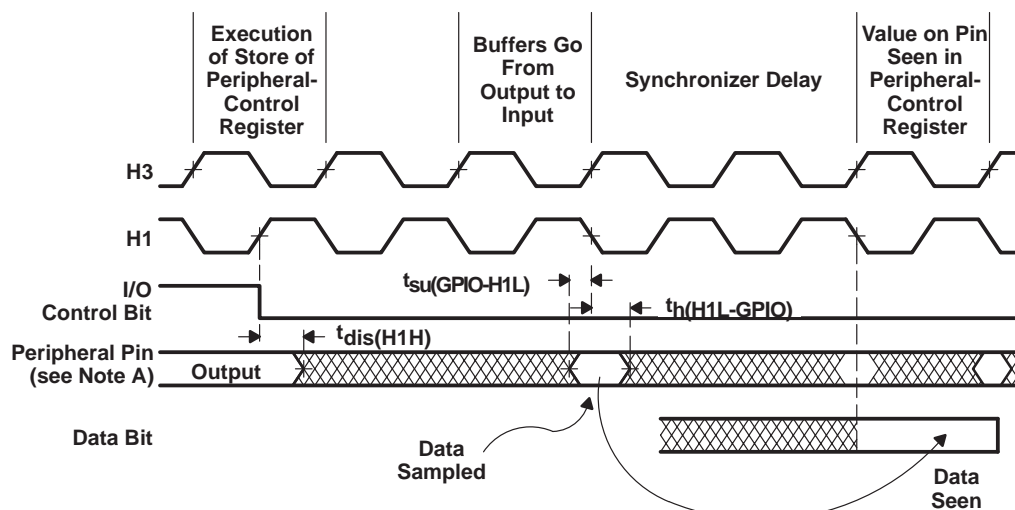 Execution
of Store of
Peripheral-
Control
Register
Buffers Go
From
Output to
Input
Synchronizer Delay
Value on Pin
Seen in
Peripheral-
Control
Register
H3
H1
I/O
Control Bit
tsu(GPIO-H1L)
th(H1L-GPIO)
tdis(H1H)
Peripheral Pin
(see Note A)
Output
Data Bit
Data
Sampled
Data
Seen